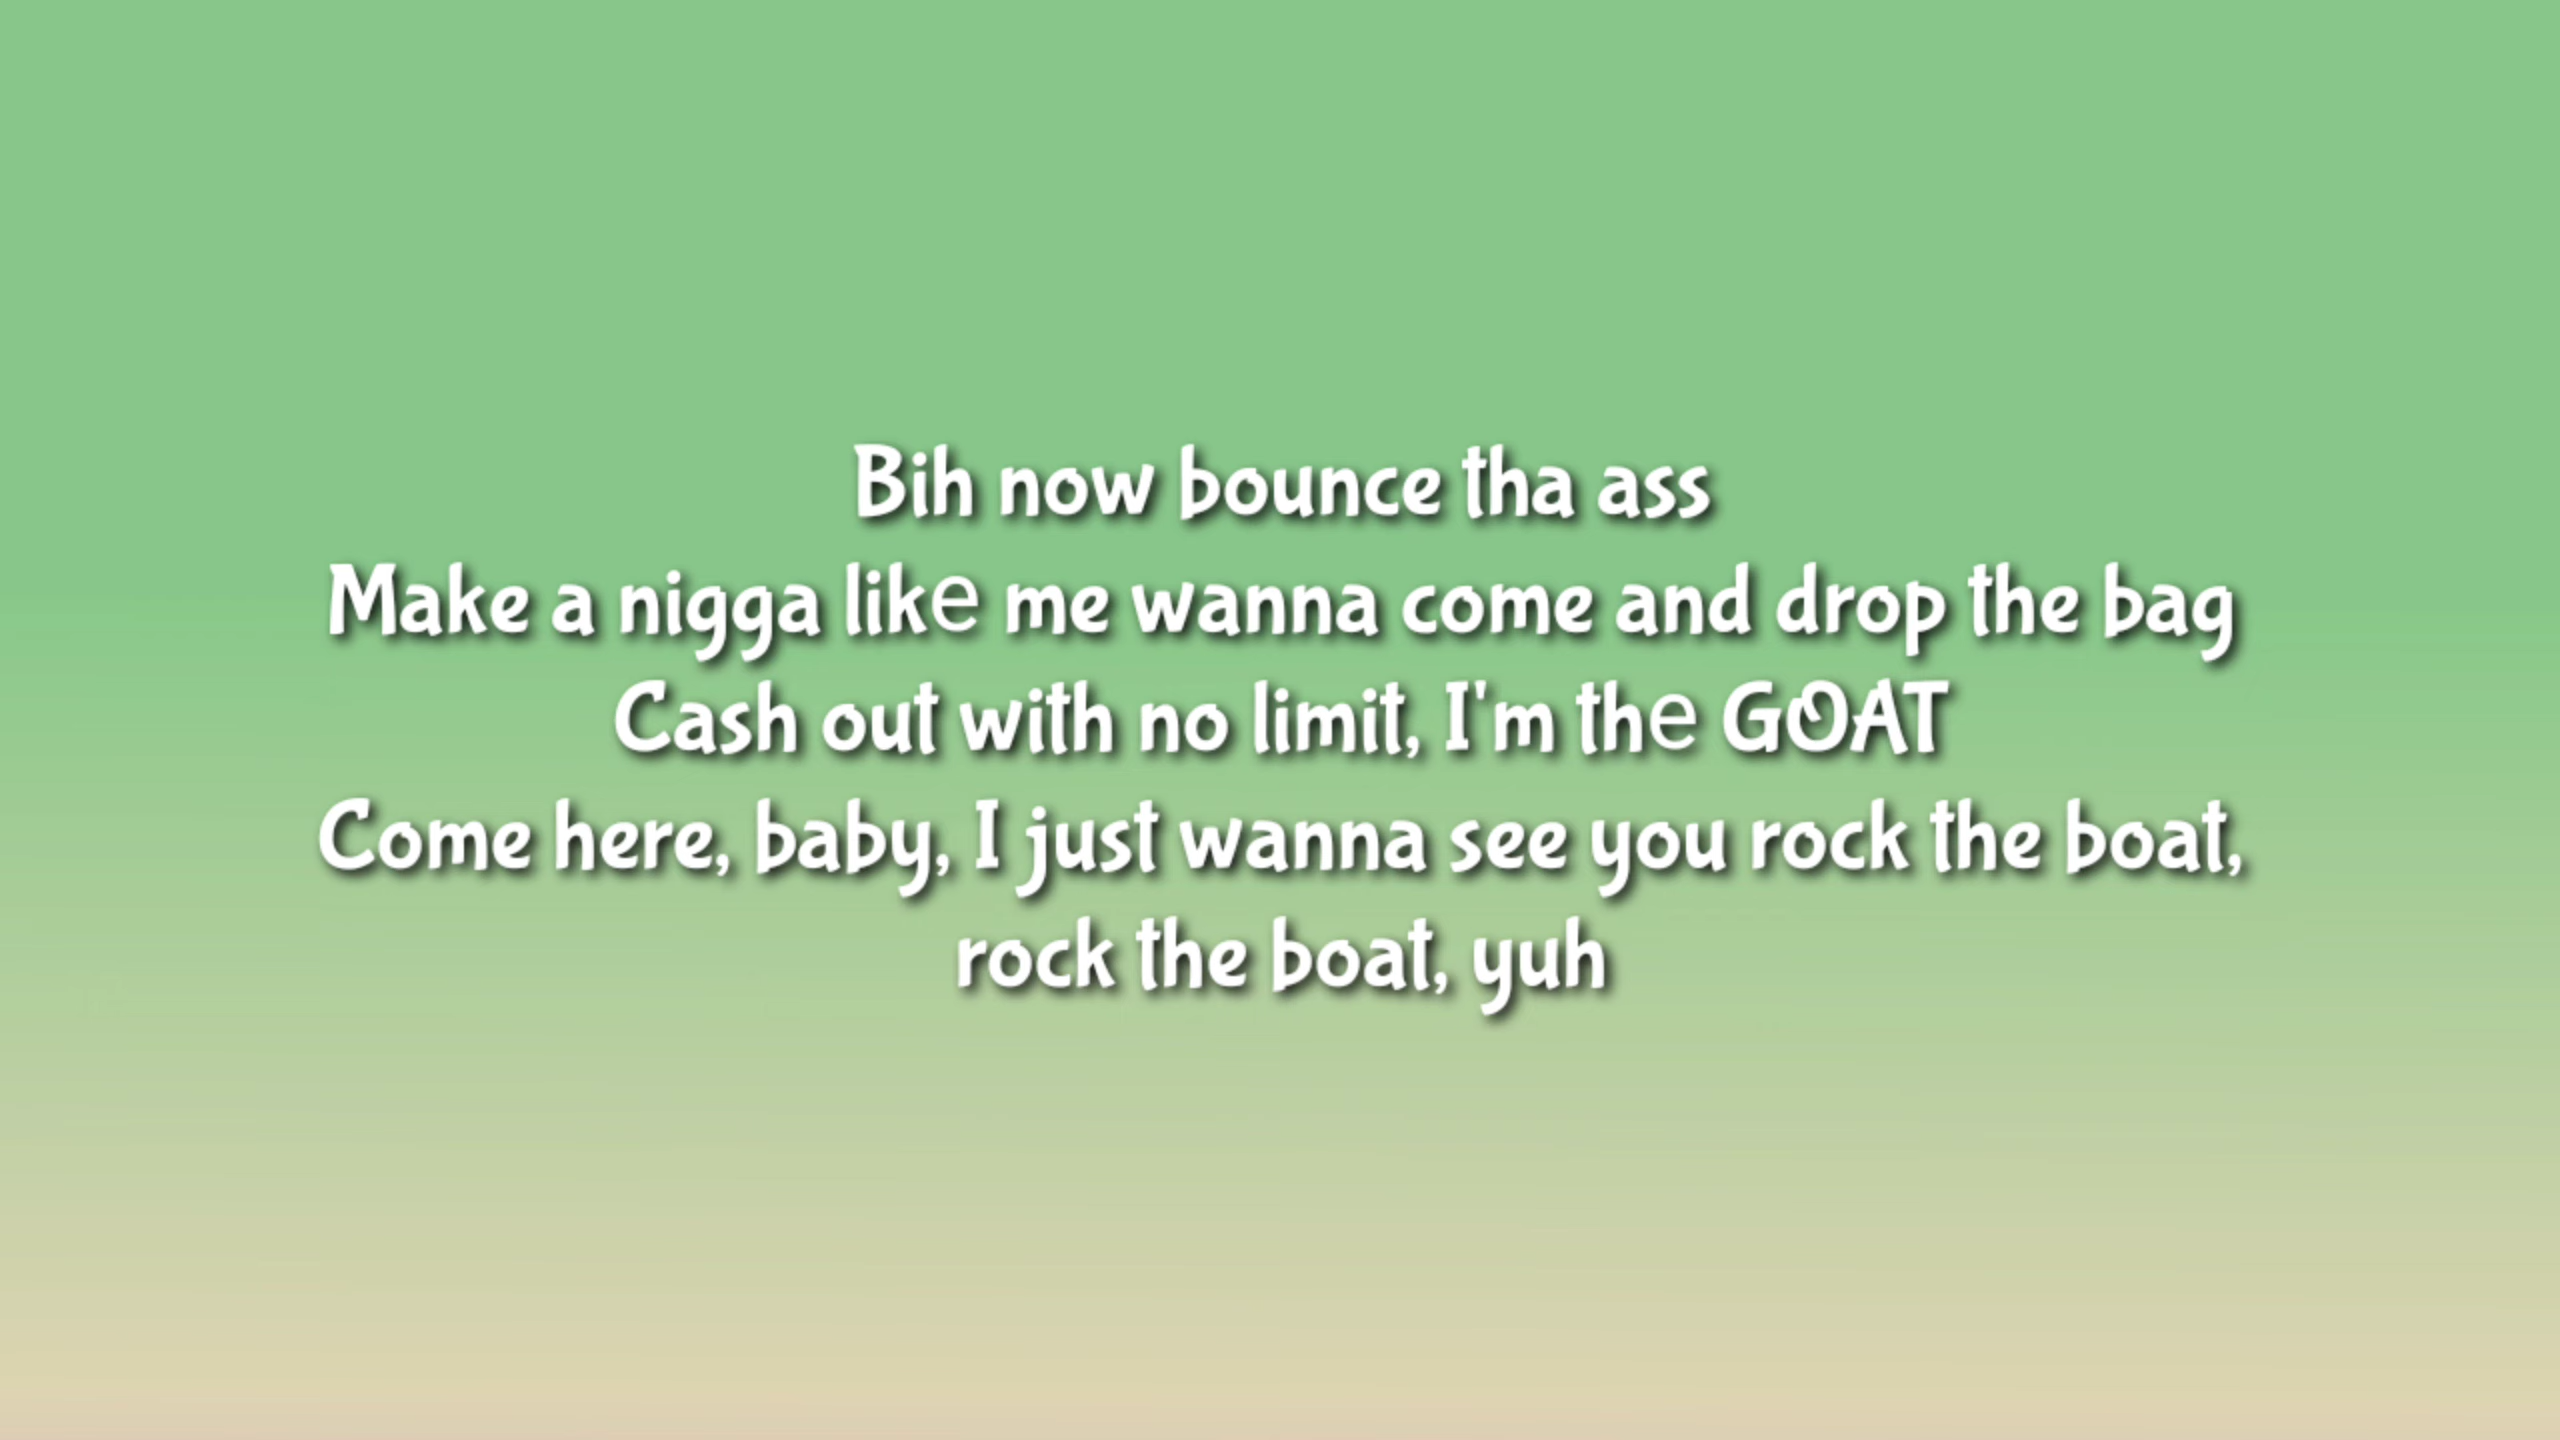 Bih now bounce tha ass
Make a nigga like me wanna come and drop the bag
Cash out with no limit, I'm the GOAT
Come here, baby, I just wanna see you rock the boat,
rock the boat, yuh